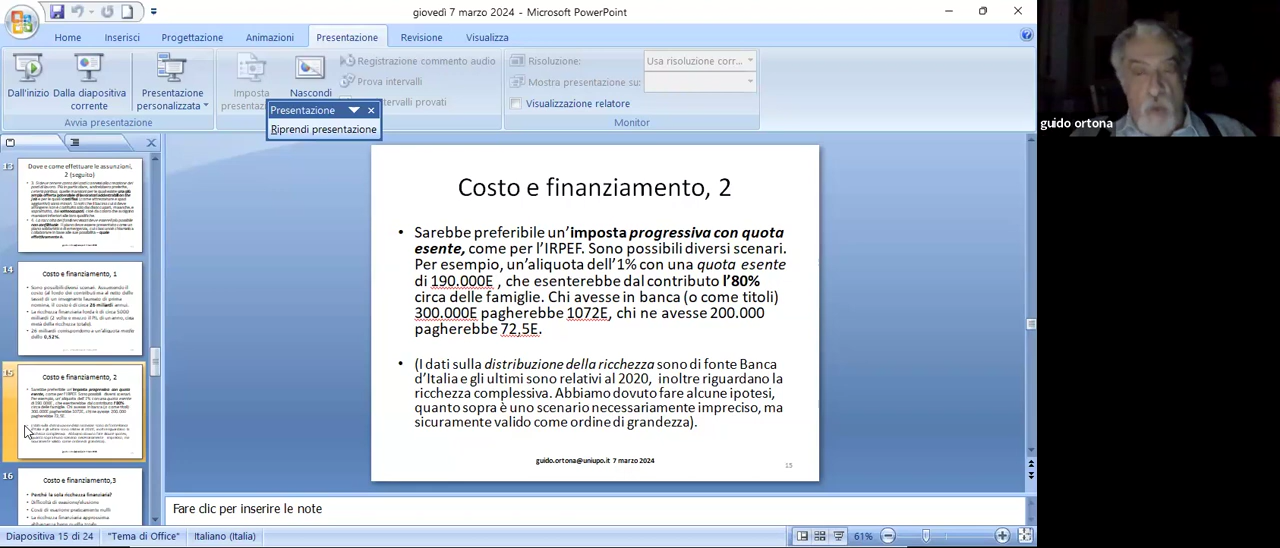 giovedì 7 marzo 2024 - Microsoft PowerPoint
Home Inserisci Progettazione Animazioni Presentazione Revisione Visualizza
Dall'inizio
Dalla diapositiva corrente
Presentazione personalizzata
Imposta
Nascondi
Registrazione commento audio
Prova intervalli
intervalli provati
Risoluzione: Usa risoluzione corr...
Mostra presentazione su:
Visualizzazione relatore
Avvia presentazione
Monitor
Presentazione
Riprendi presentazione
guido ortona
13
Dove e come effettuare le assunzioni,
2 (seguito)
14
Costo e finanziamento, 1
15
Costo e finanziamento, 2
16
Costo e finanziamento,3
Perché la sola ricchezza finanziaria?
Costo e finanziamento, 2
• Sarebbe preferibile un'imposta progressiva con quota
esente, come per l'IRPEF. Sono possibili diversi scenari.
Per esempio, un'aliquota dell'1% con una quota esente
di 190.000E , che esenterebbe dal contributo l'80%
circa delle famiglie. Chi avesse in banca (o come titoli)
300.000E pagherebbe 1072E, chi ne avesse 200.000
pagherebbe 72,5E.
• (I dati sulla distribuzione della ricchezza sono di fonte Banca
d'Italia e gli ultimi sono relativi al 2020, inoltre riguardano la
ricchezza complessiva. Abbiamo dovuto fare alcune ipotesi,
quanto sopra è uno scenario necessariamente impreciso, ma
sicuramente valido come ordine di grandezza).
guido.ortona@uniupo.it 7 marzo 2024
15
Fare clic per inserire le note
Diapositiva 15 di 24 "Tema di Office" Italiano (Italia) 61%